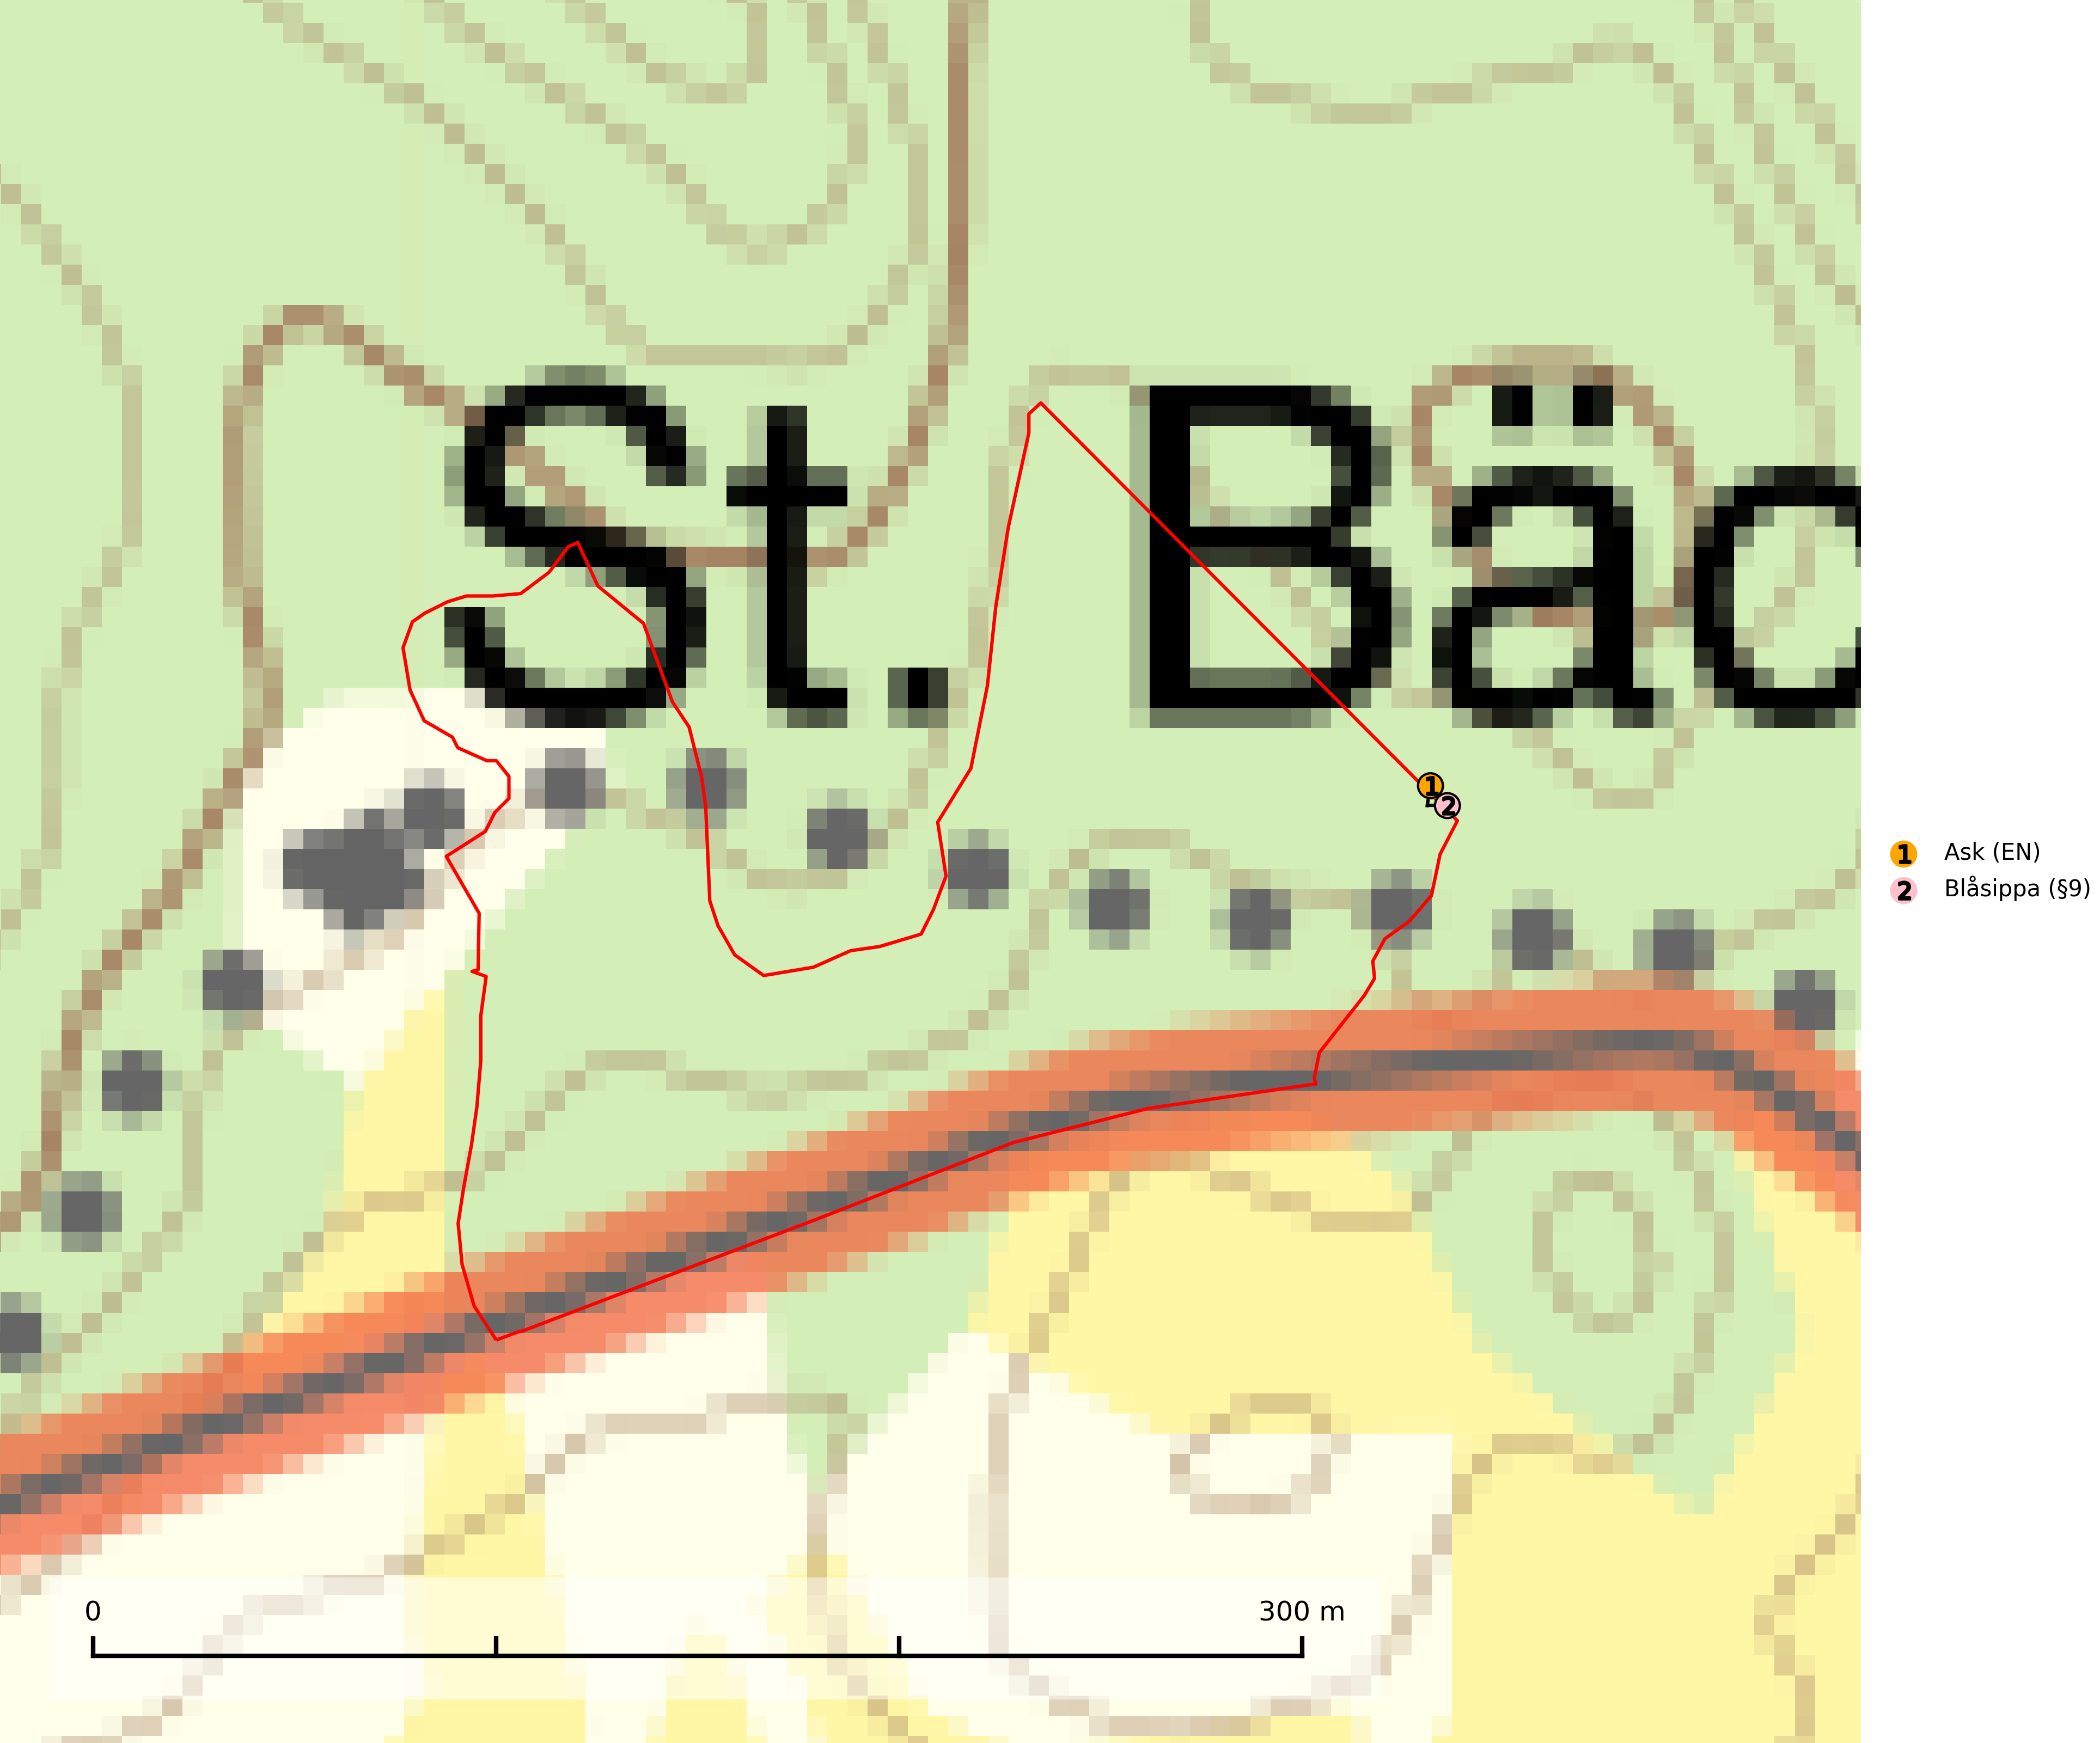 St. Bäc
1
2
1 Ask (EN)
2 Blåsippa (§9)
0 300 m